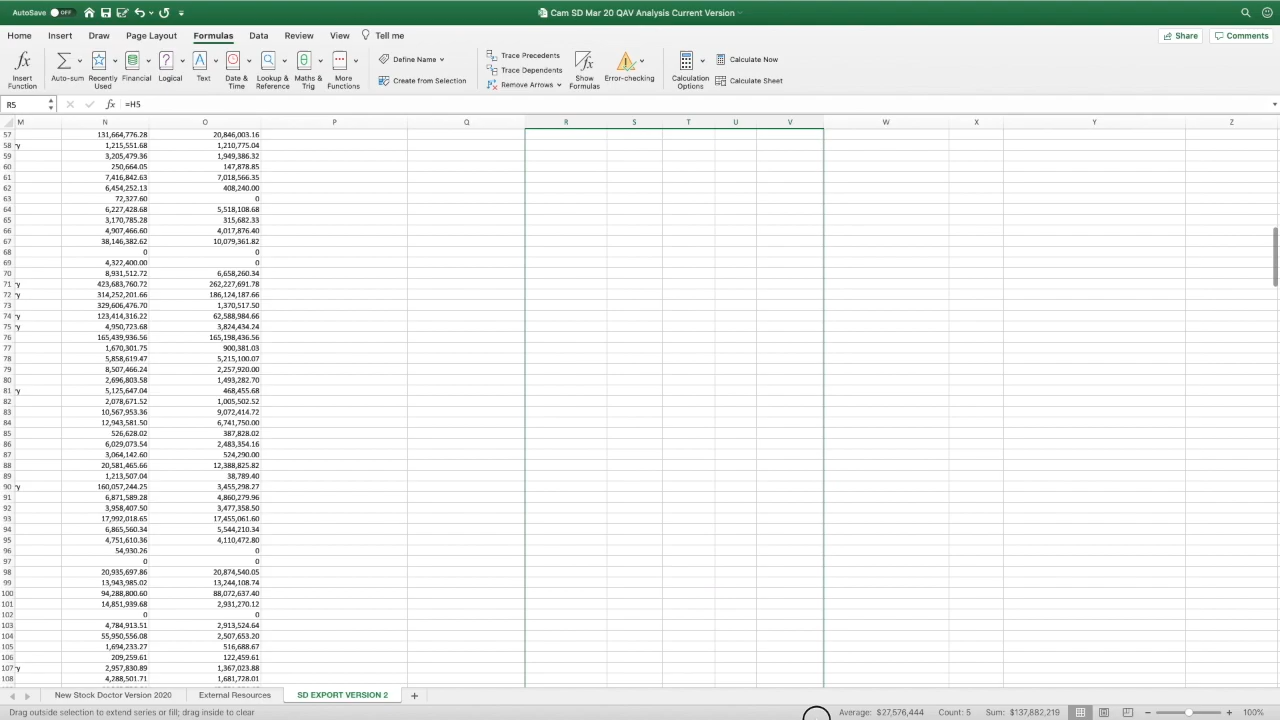 AutoSave OFF Cam SD Mar 20 QAV Analysis Current Version
Home Insert Draw Page Layout Formulas Data Review View Tell me Share Comments
Insert Function Auto-sum Recently Used Financial Logical Text Date & Time Lookup & Reference Maths & Trig More Functions Define Name Create from Selection Trace Precedents Trace Dependents Remove Arrows Show Formulas Error-checking Calculation Options Calculate Now Calculate Sheet
R5 fx =H5
M N O P Q R S T U V W X Y Z
57 131,664,776.28 20,846,003.16
58 ry 1,215,551.68 1,210,775.04
59 3,205,479.36 1,949,386.32
60 250,664.05 147,878.85
61 7,416,842.63 7,018,566.35
62 6,454,252.13 408,240.00
63 72,327.60 0
64 6,227,428.68 5,518,108.68
65 3,170,785.28 315,682.33
66 4,907,466.60 4,017,876.40
67 38,146,382.62 10,079,361.82
68 0 0
69 4,322,400.00 0
70 8,931,512.72 6,658,260.34
71 ry 423,683,760.72 262,227,691.78
72 ry 314,252,201.66 186,124,187.66
73 329,606,476.70 1,370,517.50
74 ry 123,414,316.22 62,588,984.66
75 ry 4,950,723.68 3,824,434.24
76 165,439,936.56 165,198,436.56
77 1,670,301.75 900,381.03
78 5,858,619.47 5,215,100.07
79 8,507,466.24 2,257,920.00
80 2,696,803.58 1,493,282.70
81 ry 5,125,647.04 468,455.68
82 2,078,671.52 1,005,502.52
83 10,567,953.36 9,072,414.72
84 12,943,581.50 6,741,750.00
85 526,628.02 387,828.02
86 6,029,073.54 2,483,354.16
87 3,064,142.60 524,290.00
88 20,581,465.66 12,388,825.82
89 1,213,507.04 38,789.40
90 ry 160,057,244.25 3,455,298.27
91 6,871,589.28 4,860,279.96
92 3,958,407.50 3,477,358.50
93 17,992,018.65 17,455,061.60
94 6,865,560.34 5,544,210.34
95 4,751,610.36 4,110,472.80
96 54,930.26 0
97 0 0
98 20,935,697.86 20,874,540.05
99 13,943,985.02 13,244,108.74
100 94,288,800.60 88,072,637.40
101 14,851,939.68 2,931,270.12
102 0 0
103 4,784,913.51 2,913,524.64
104 55,950,556.08 2,507,653.20
105 1,694,233.27 516,688.67
106 209,259.61 122,459.61
107 ry 2,957,830.89 1,367,023.88
108 4,288,501.71 1,681,728.01
New Stock Doctor Version 2020 External Resources SD EXPORT VERSION 2 +
Drag outside selection to extend series or fill; drag inside to clear Average: $27,576,444 Count: 5 Sum: $137,882,219 − + 100%